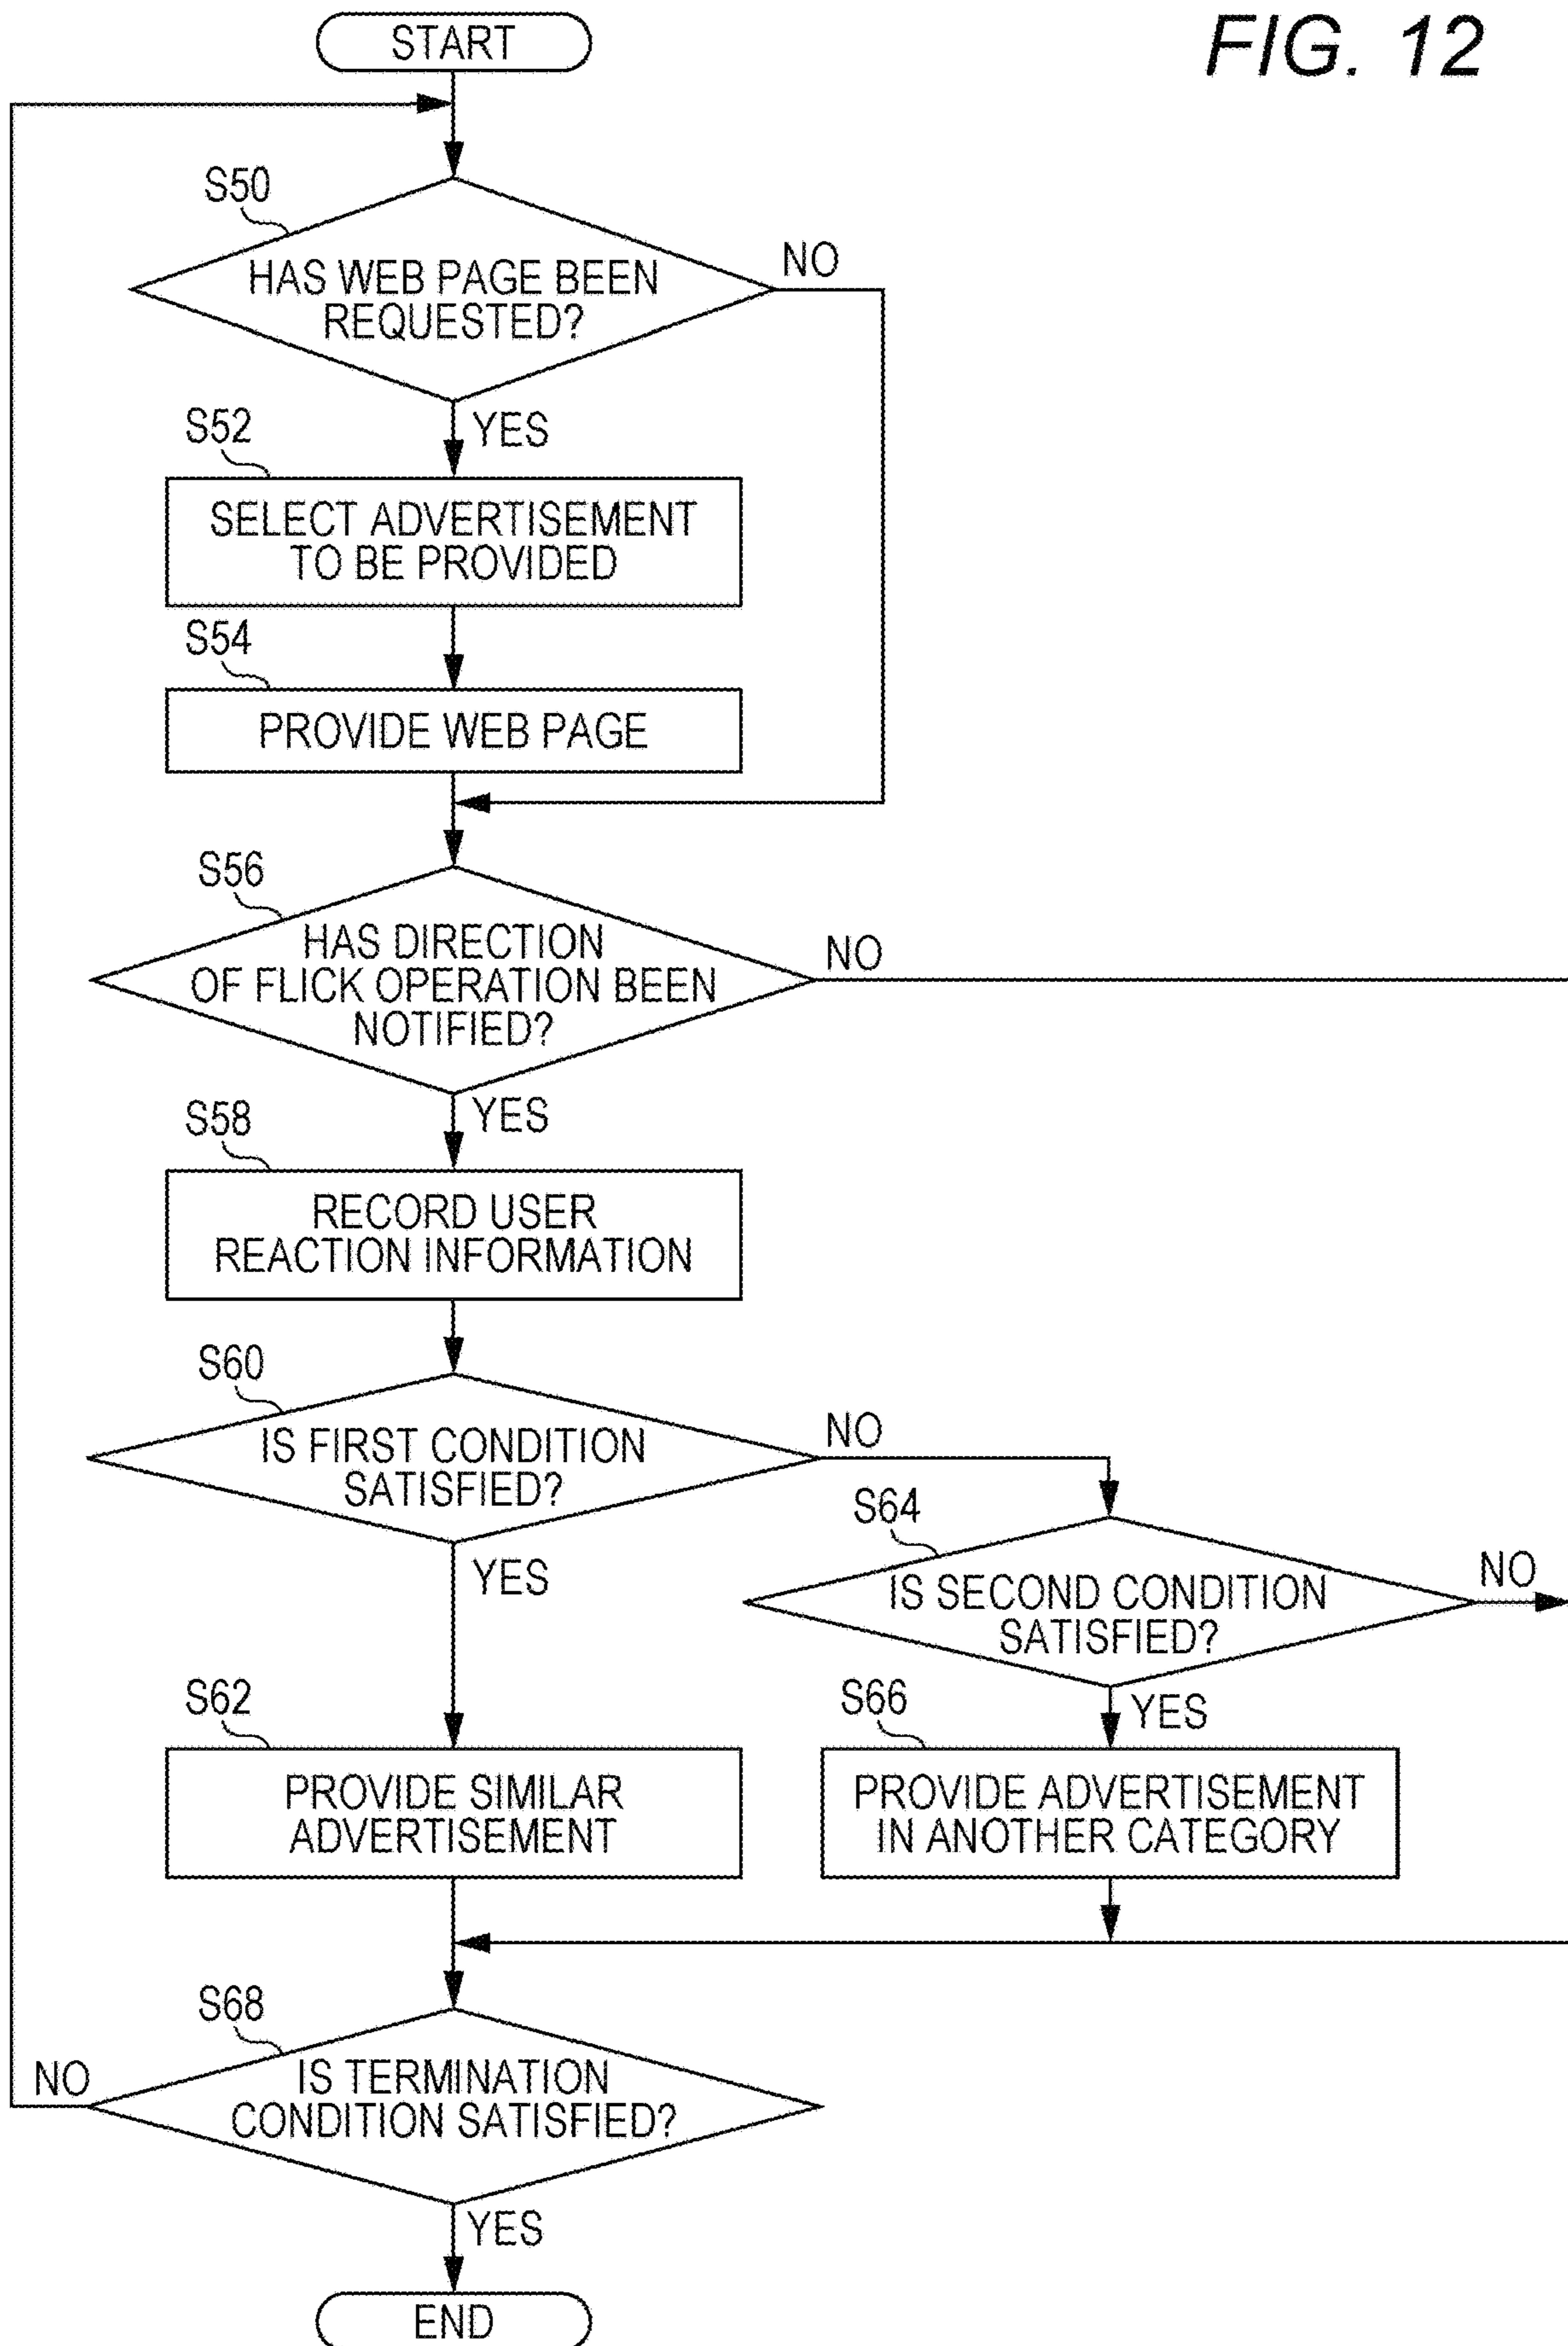 FIG. 12
START
S50
HAS WEB PAGE BEEN
REQUESTED?
NO
YES
S52
SELECT ADVERTISEMENT
TO BE PROVIDED
S54
PROVIDE WEB PAGE
S56
HAS DIRECTION
OF FLICK OPERATION BEEN
NOTIFIED?
NO
YES
S58
RECORD USER
REACTION INFORMATION
S60
IS FIRST CONDITION
SATISFIED?
NO
YES
S64
IS SECOND CONDITION
SATISFIED?
NO
YES
S62
PROVIDE SIMILAR
ADVERTISEMENT
S66
PROVIDE ADVERTISEMENT
IN ANOTHER CATEGORY
S68
IS TERMINATION
CONDITION SATISFIED?
NO
YES
END